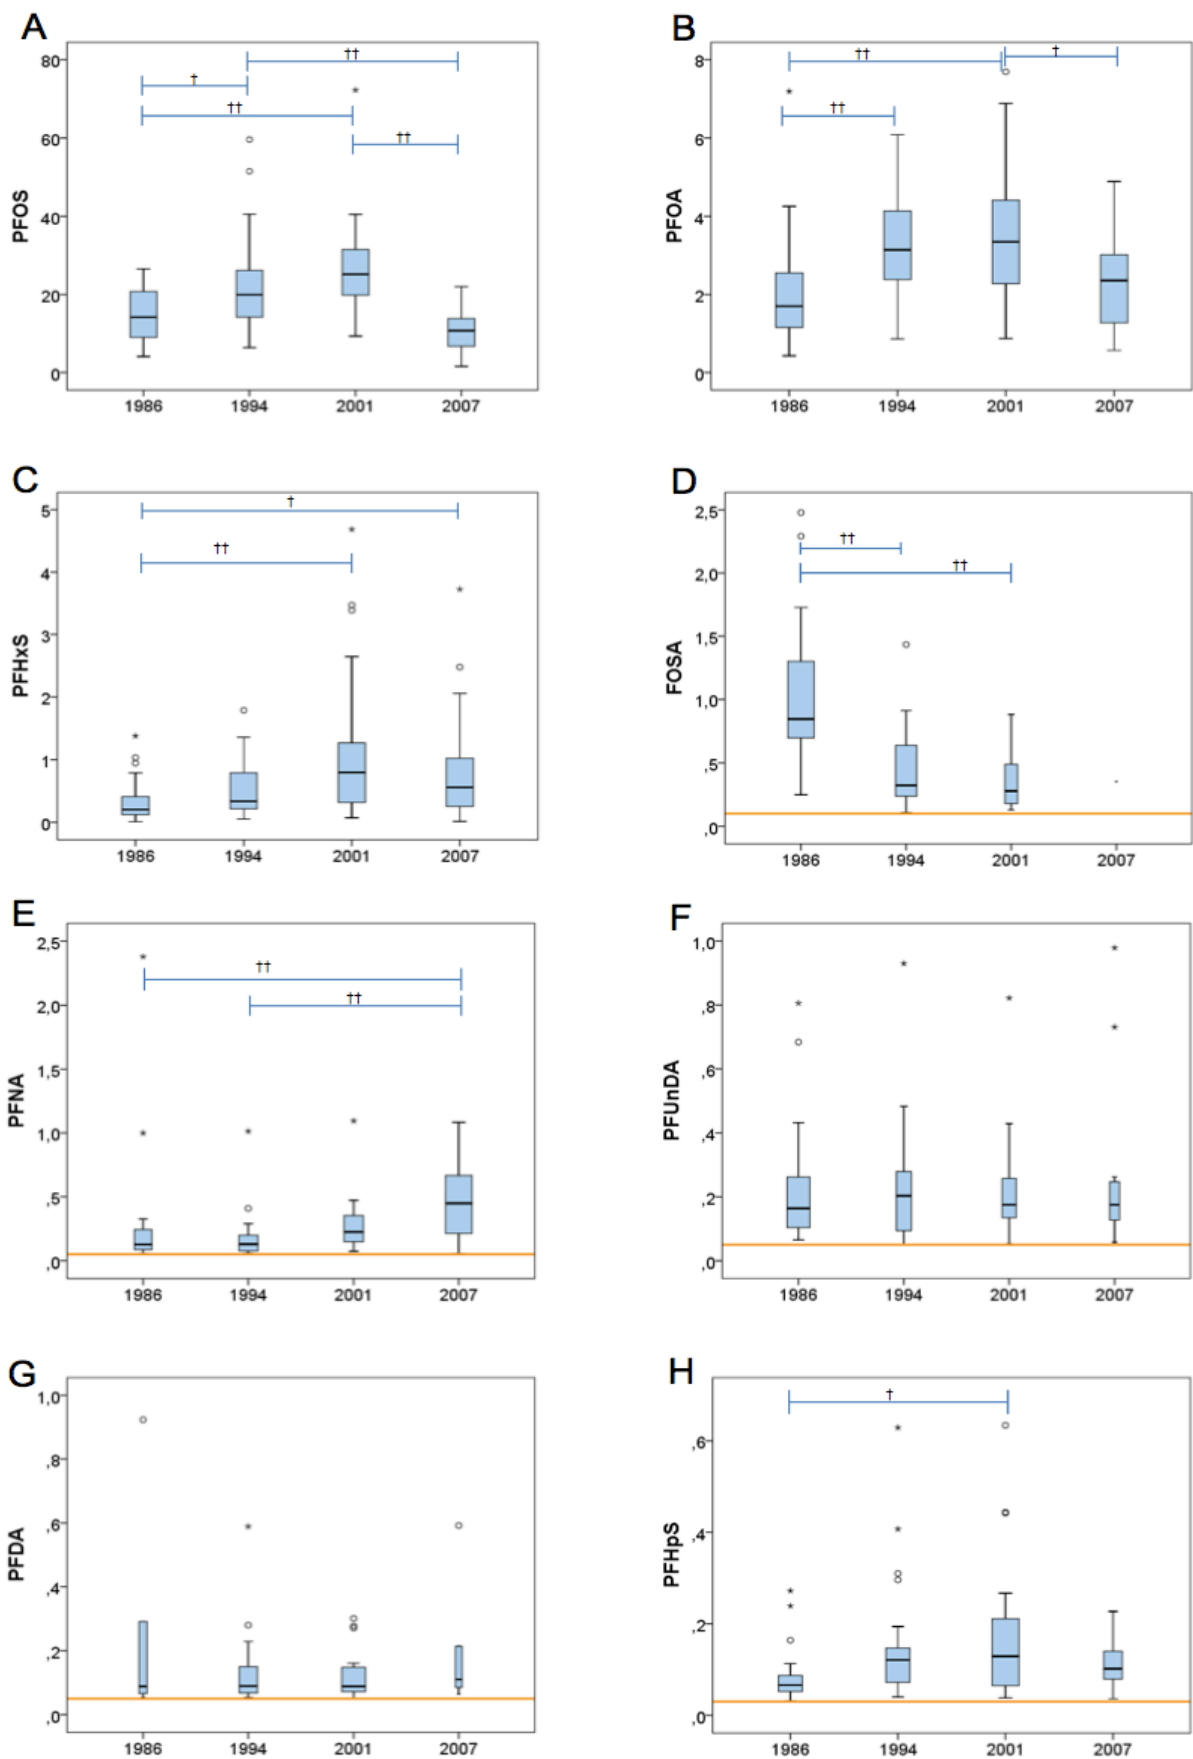 A
††
†
††
††
PFOS
80
60
40
20
0
1986 1994 2001 2007
B
††
†
††
PFOA
8
6
4
2
0
1986 1994 2001 2007
C
†
††
PFHxS
5
4
3
2
1
0
1986 1994 2001 2007
D
††
††
FOSA
2,5
2,0
1,5
1,0
,5
,0
1986 1994 2001 2007
E
††
††
PFNA
2,5
2,0
1,5
1,0
,5
,0
1986 1994 2001 2007
F
PFUnDA
1,0
,8
,6
,4
,2
,0
1986 1994 2001 2007
G
PFDA
1,0
,8
,6
,4
,2
,0
1986 1994 2001 2007
H
†
PFHpS
,6
,4
,2
,0
1986 1994 2001 2007